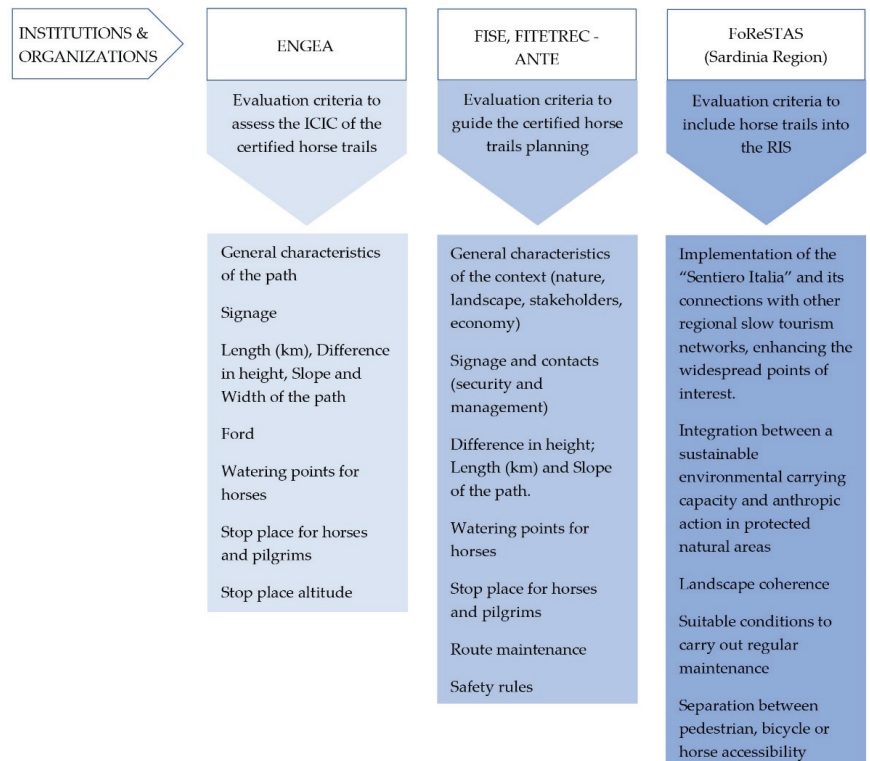 INSTITUTIONS &
ORGANIZATIONS
ENGEA
FISE, FITETREC -
ANTE
FoReSTAS
(Sardinia Region)
Evaluation criteria to
assess the ICIC of the
certified horse trails
Evaluation criteria to
guide the certified horse
trails planning
Evaluation criteria to
include horse trails into
the RIS
General characteristics
of the path
Signage
Length (km), Difference
in height, Slope and
Width of the path
Ford
Watering points for
horses
Stop place for horses
and pilgrims
Stop place altitude
General characteristics
of the context (nature,
landscape, stakeholders,
economy)
Signage and contacts
(security and
management)
Difference in height;
Length (km) and Slope
of the path.
Watering points for
horses
Stop place for horses
and pilgrims
Route maintenance
Safety rules
Implementation of the
“Sentiero Italia” and its
connections with other
regional slow tourism
networks, enhancing the
widespread points of
interest.
Integration between a
sustainable
environmental carrying
capacity and anthropic
action in protected
natural areas
Landscape coherence
Suitable conditions to
carry out regular
maintenance
Separation between
pedestrian, bicycle or
horse accessibility